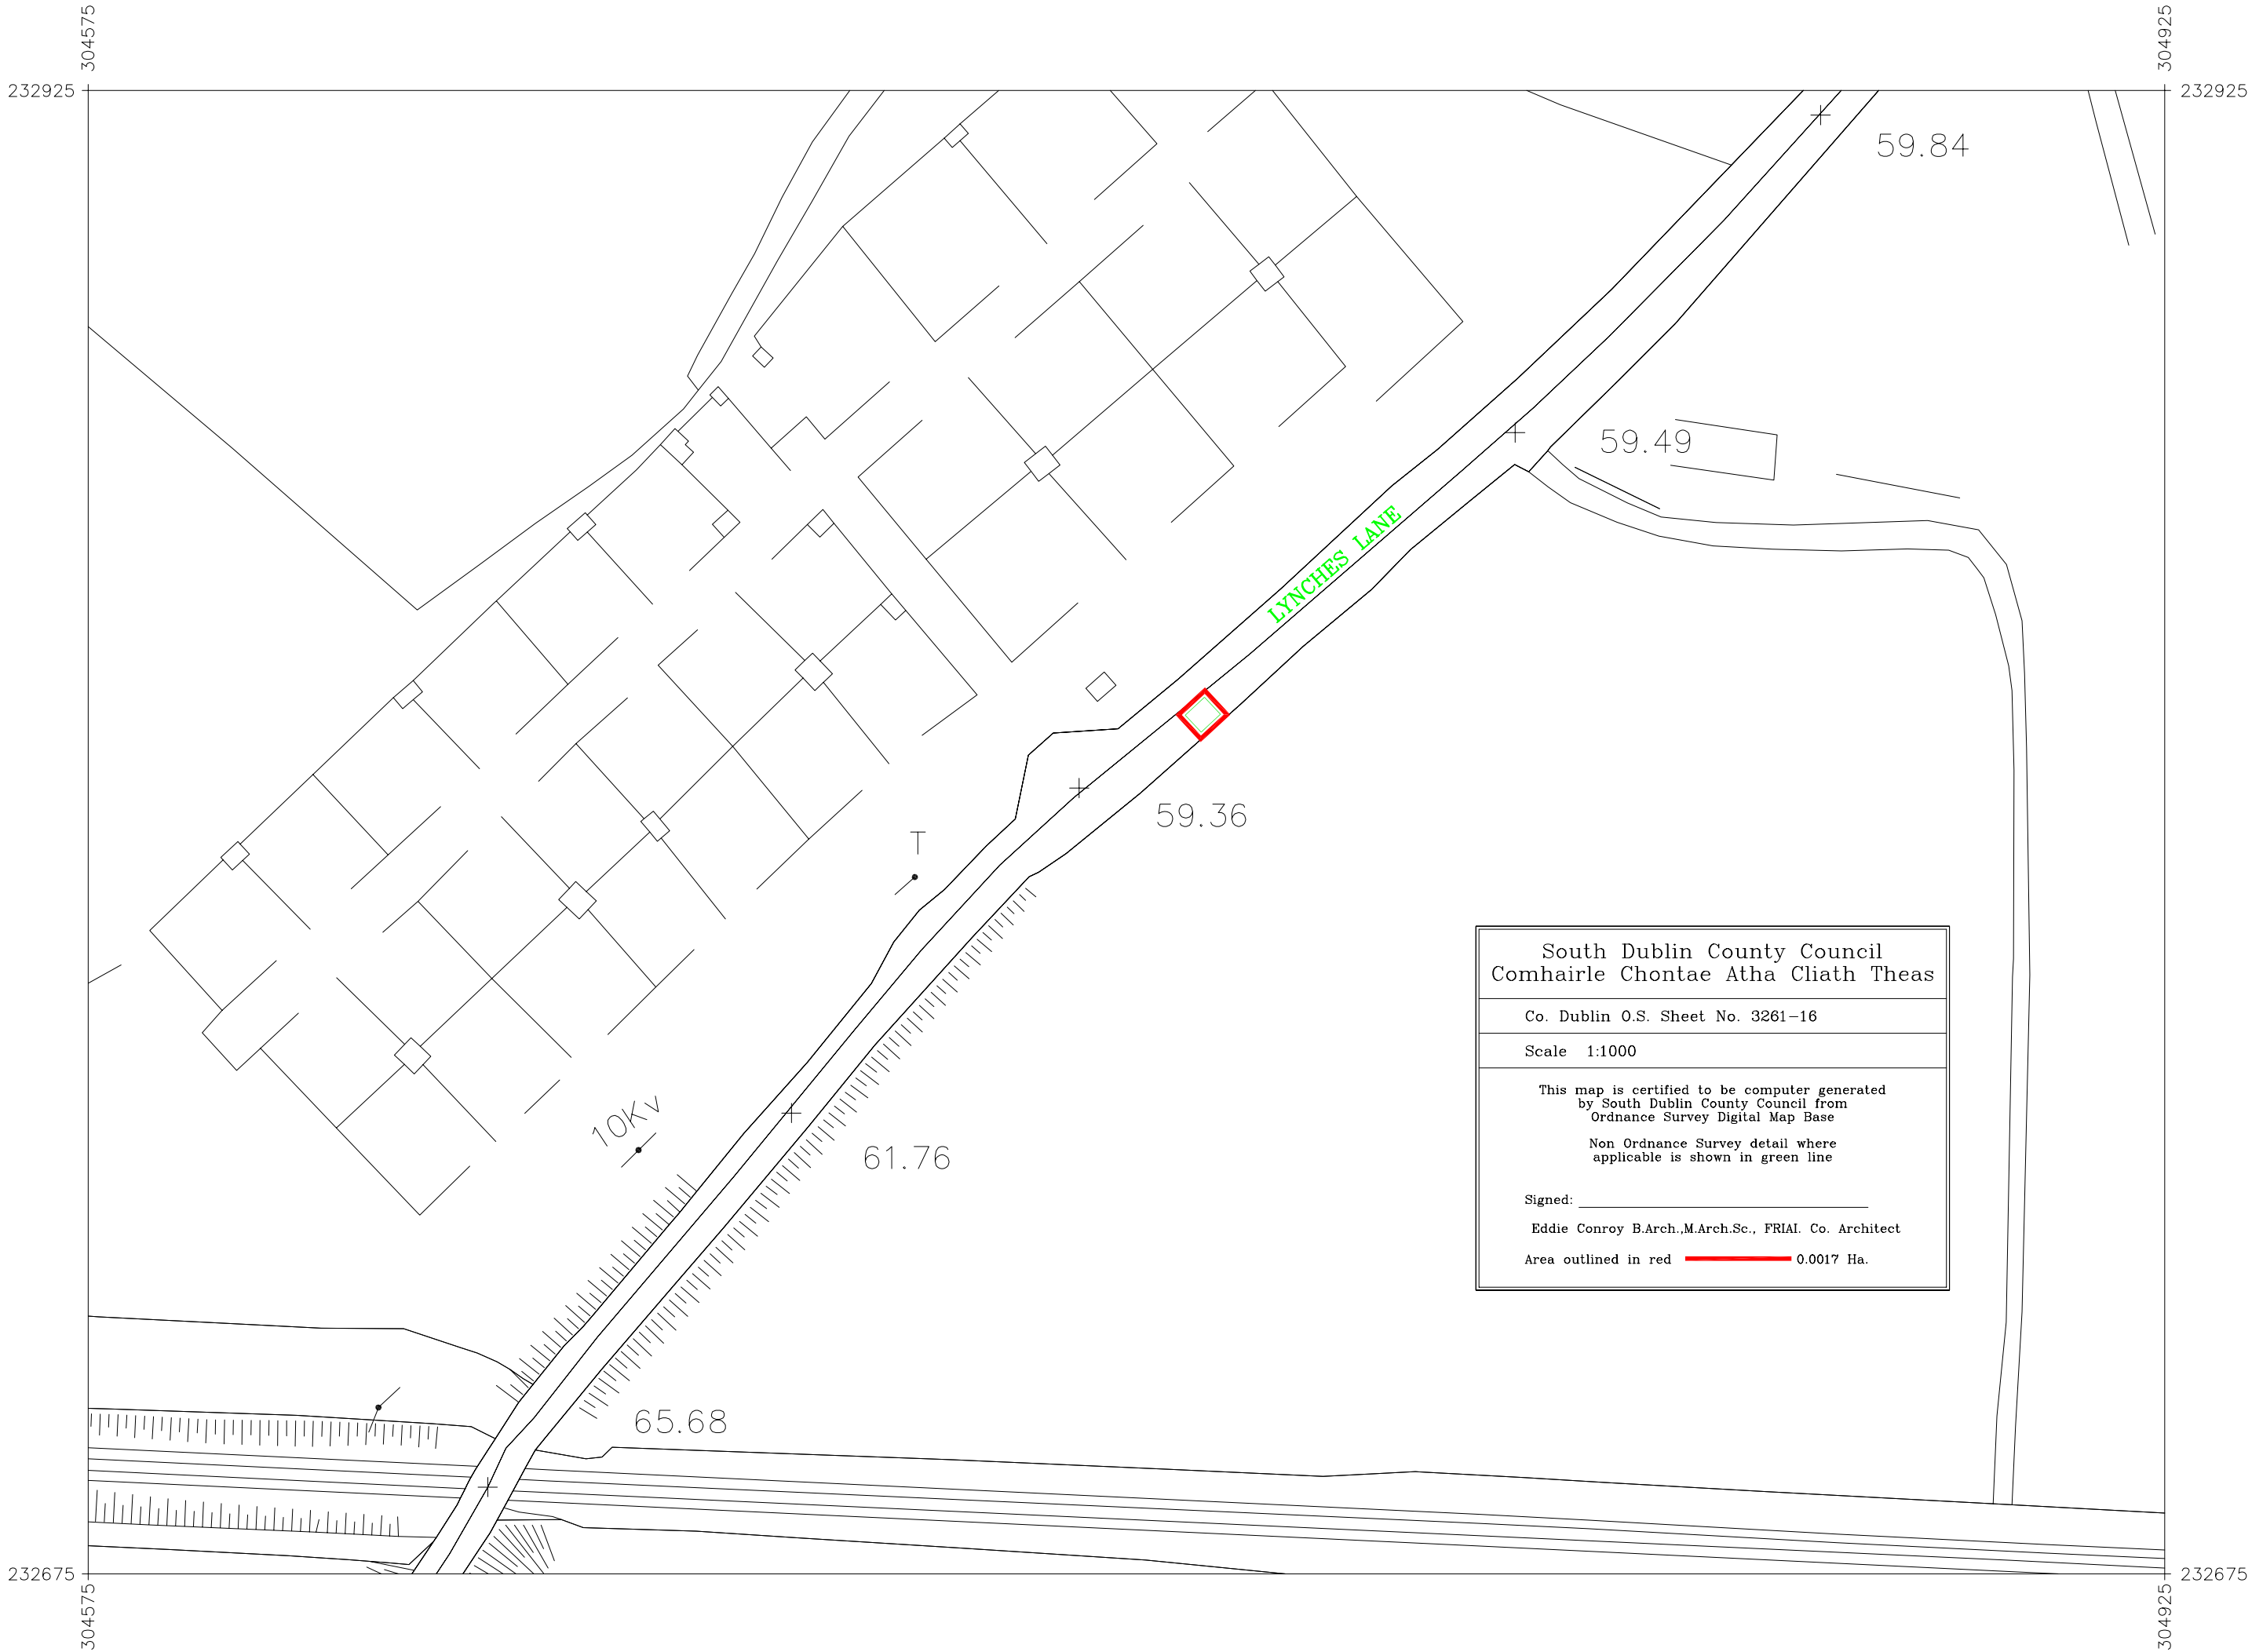 304575
304925
232925
232925
59.84
59.49
LYNCHES LANE
59.36
T
South Dublin County Council
Comhairle Chontae Atha Cliath Theas
Co. Dublin O.S. Sheet No. 3261-16
Scale 1:1000
This map is certified to be computer generated
by South Dublin County Council from
Ordnance Survey Digital Map Base
Non Ordnance Survey detail where
applicable is shown in green line
Signed:
Eddie Conroy B.Arch.,M.Arch.Sc., FRIAI. Co. Architect
Area outlined in red 0.0017 Ha.
10Kv
61.76
65.68
232675
232675
304575
304925